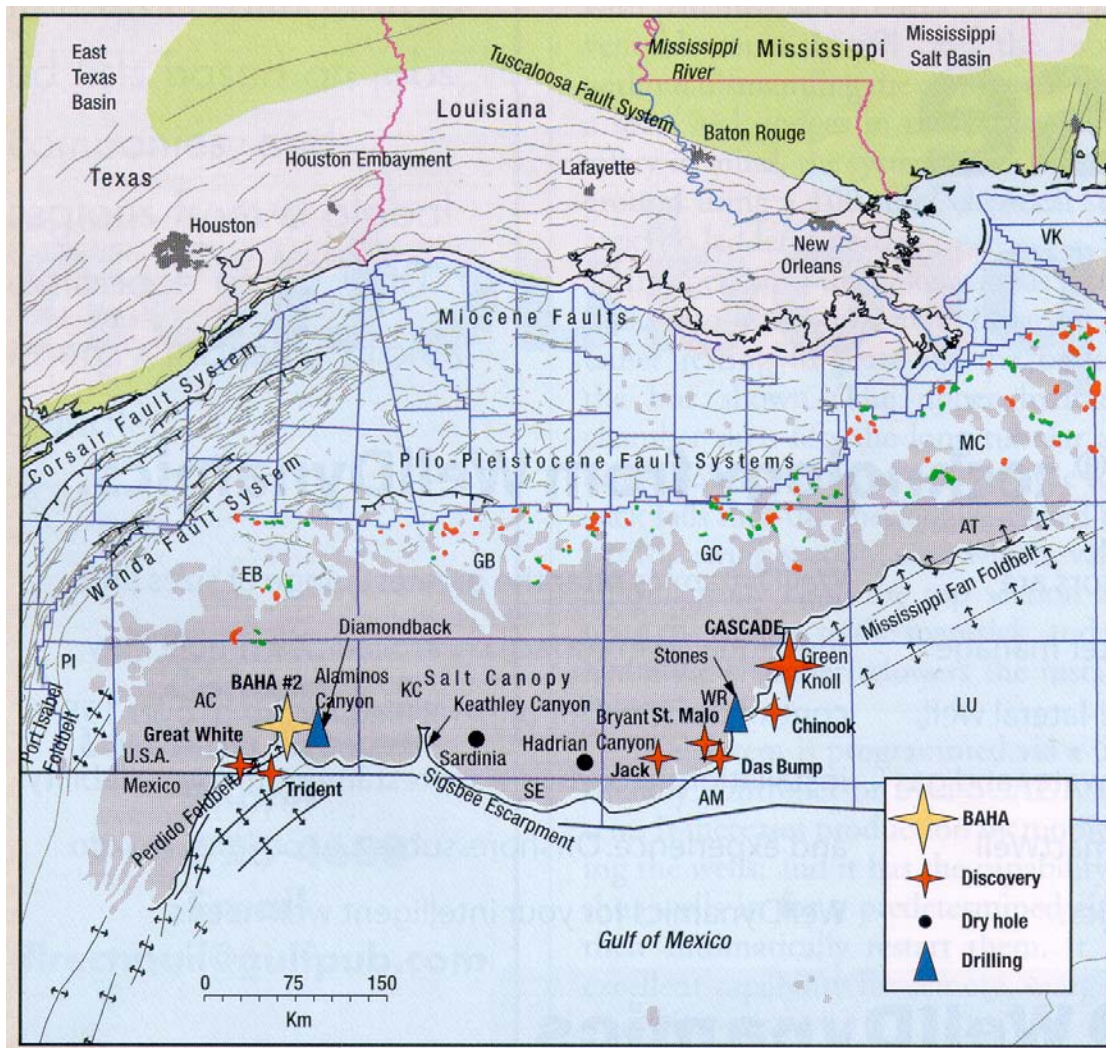 East
Texas
Basin
Texas
Houston
Houston Embayment
Louisiana
Tuscaloosa Fault System
Mississippi
River
Mississippi
Mississippi
Salt Basin
Baton Rouge
Lafayette
New
Orleans
VK
Miocene Faults
Corsair Fault System
Plio-Pleistocene Fault Systems
Wanda Fault System
MC
AT
EB
GB
GC
Mississippi Fan Foldbelt
Diamondback
CASCADE
Green
Knoll
Stones
PI
Port Isabel
Foldbelt
AC
BAHA #2
Alaminos
Canyon
KC
Salt Canopy
Keathley Canyon
WR
LU
Bryant
Canyon
St. Malo
Chinook
Great White
U.S.A.
Mexico
Trident
Sardinia
Hadrian
Jack
Das Bump
Perdido Foldbelt
Sigsbee Escarpment
SE
AM
Gulf of Mexico
BAHA
Discovery
Dry hole
Drilling
0
75
150
Km